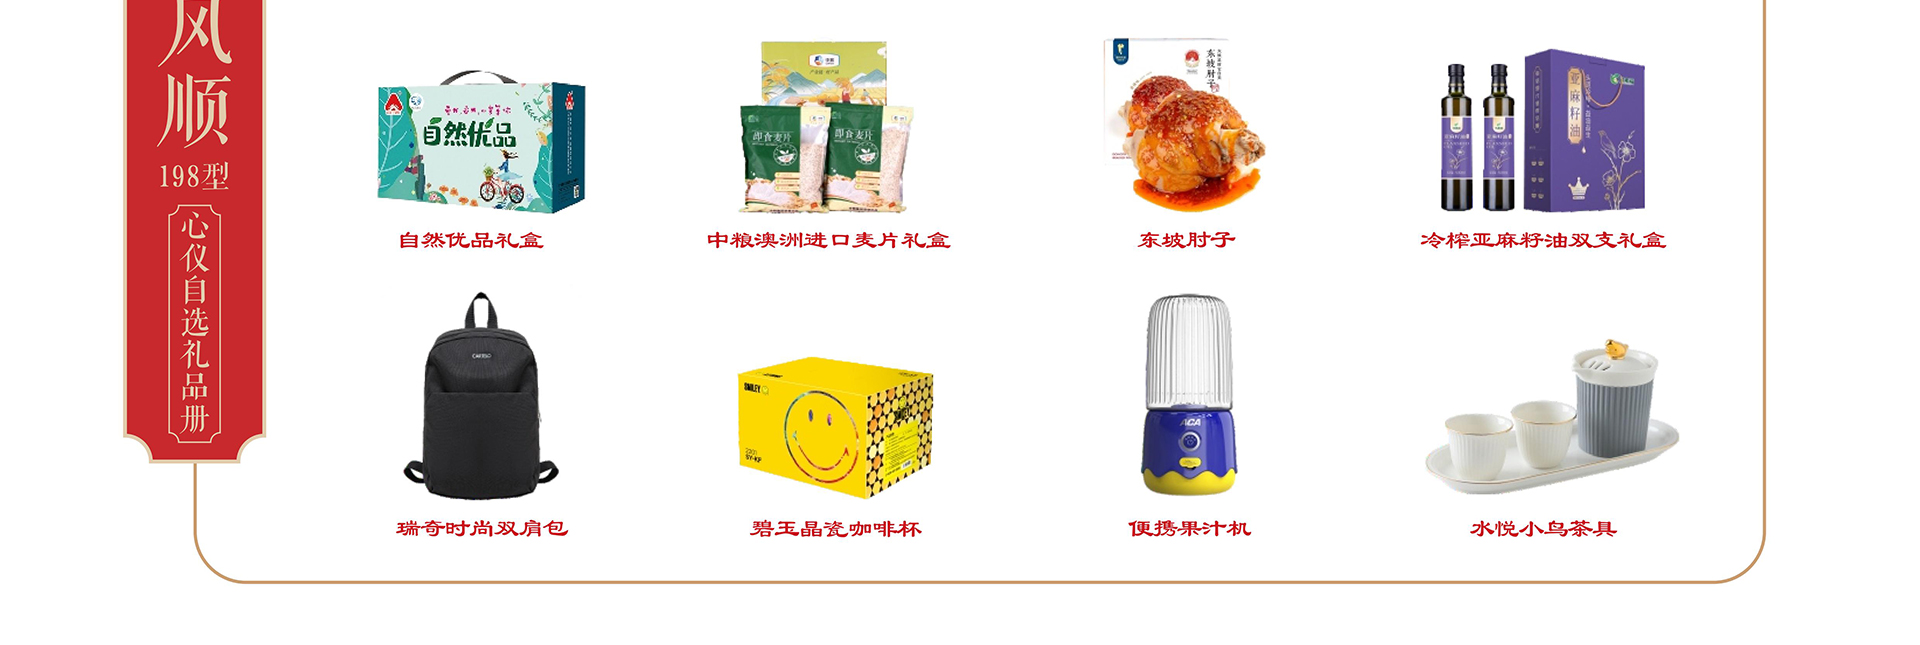 风顺
198型
心仪自选礼品册
自然优品
即食麦片
即食麦片
东坡肘子
亚麻籽油
自然优品礼盒
中粮澳洲进口麦片礼盒
东坡肘子
冷榨亚麻籽油双支礼盒
SMILEY
ACA
瑞奇时尚双肩包
碧玉晶瓷咖啡杯
便携果汁机
水悦小鸟茶具